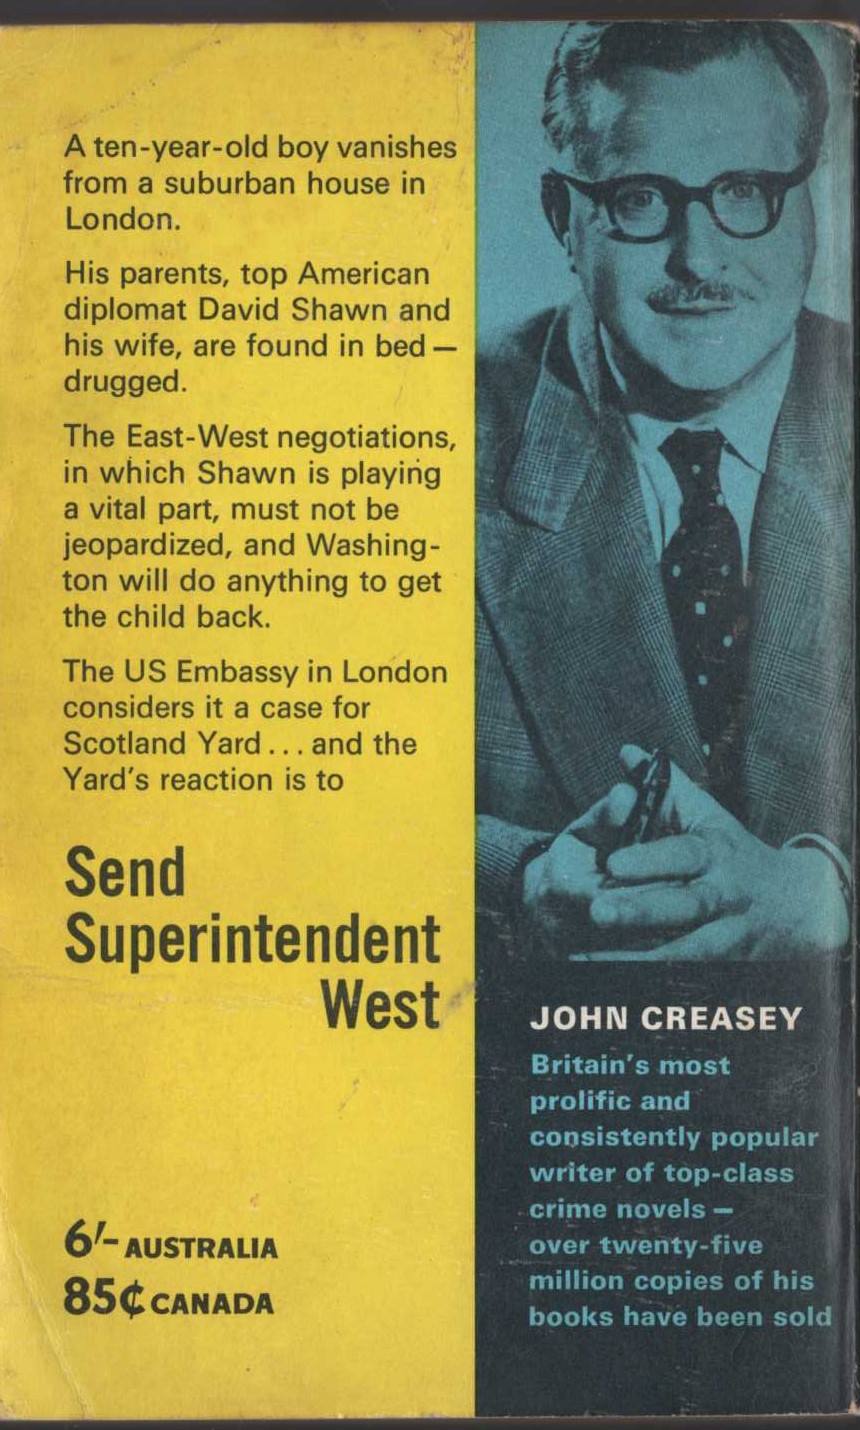 A ten-year-old boy vanishes
from a suburban house in
London.
His parents, top American
diplomat David Shawn and
his wife, are found in bed —
drugged.
The East-West negotiations,
in which Shawn is playing
a vital part, must not be
jeopardized, and Washing-
ton will do anything to get
the child back.
The US Embassy in London
considers it a case for
Scotland Yard ... and the
Yard's reaction is to
Send
Superintendent
West
6/- AUSTRALIA
85¢ CANADA
JOHN CREASEY
Britain's most
prolific and
consistently popular
writer of top-class
crime novels —
over twenty-five
million copies of his
books have been sold